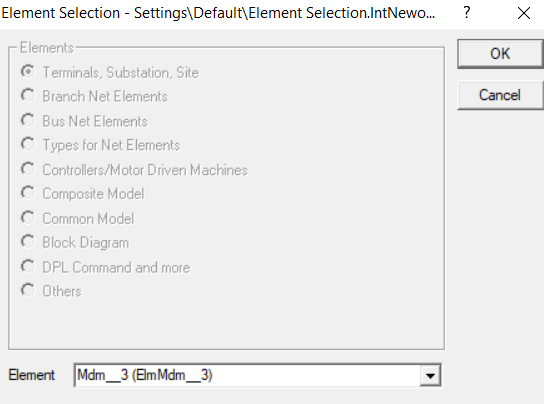 Element Selection - Settings\Default\Element Selection.IntNewo... ? ×
Elements
Terminals, Substation, Site
Branch Net Elements
Bus Net Elements
Types for Net Elements
Controllers/Motor Driven Machines
Composite Model
Common Model
Block Diagram
DPL Command and more
Others
OK
Cancel
Element Mdm__3 (ElmMdm__3)